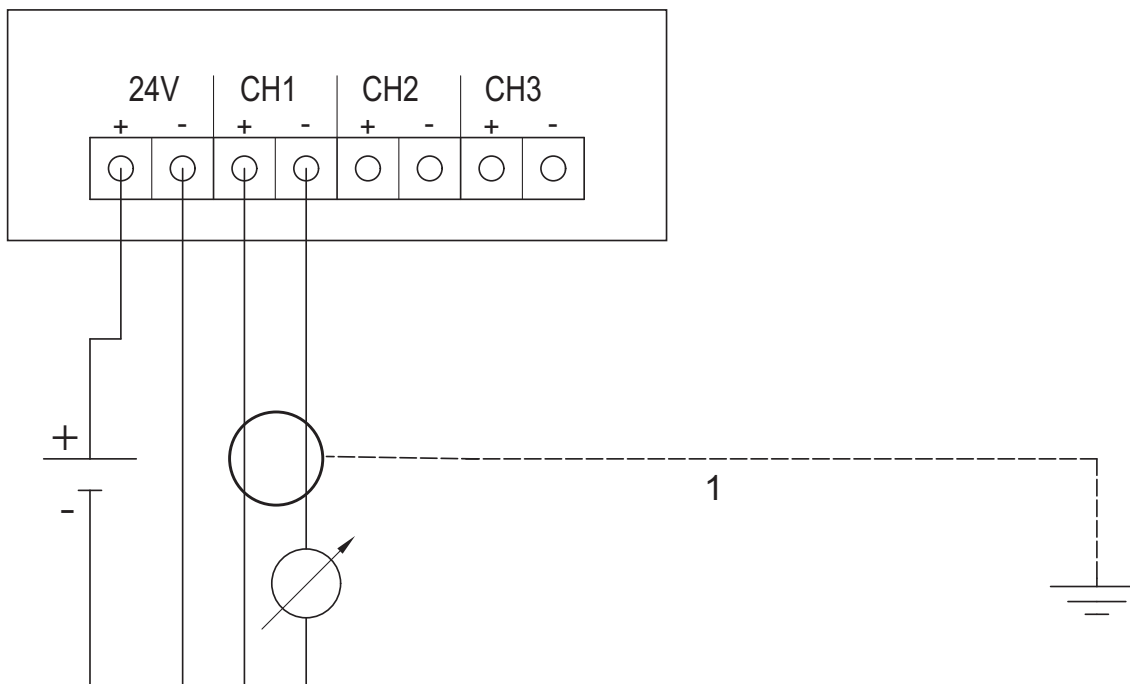 24V CH1 CH2 CH3
+ - + - + - + -
+
1
-